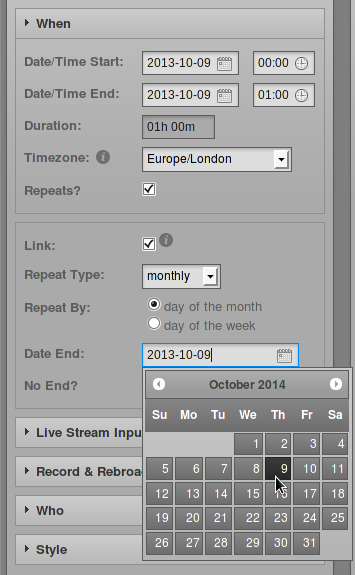 When
Date/Time Start: 2013-10-09 00:00
Date/Time End: 2013-10-09 01:00
Duration: 01h 00m
Timezone: Europe/London
Repeats?
Link:
Repeat Type: monthly
Repeat By: day of the month
day of the week
Date End: 2013-10-09
No End?
October 2014
Su Mo Tu We Th Fr Sa
1 2 3 4
5 6 7 8 9 10 11
12 13 14 15 16 17 18
19 20 21 22 23 24 25
26 27 28 29 30 31
Live Stream Inpu
Record & Rebroa
Who
Style